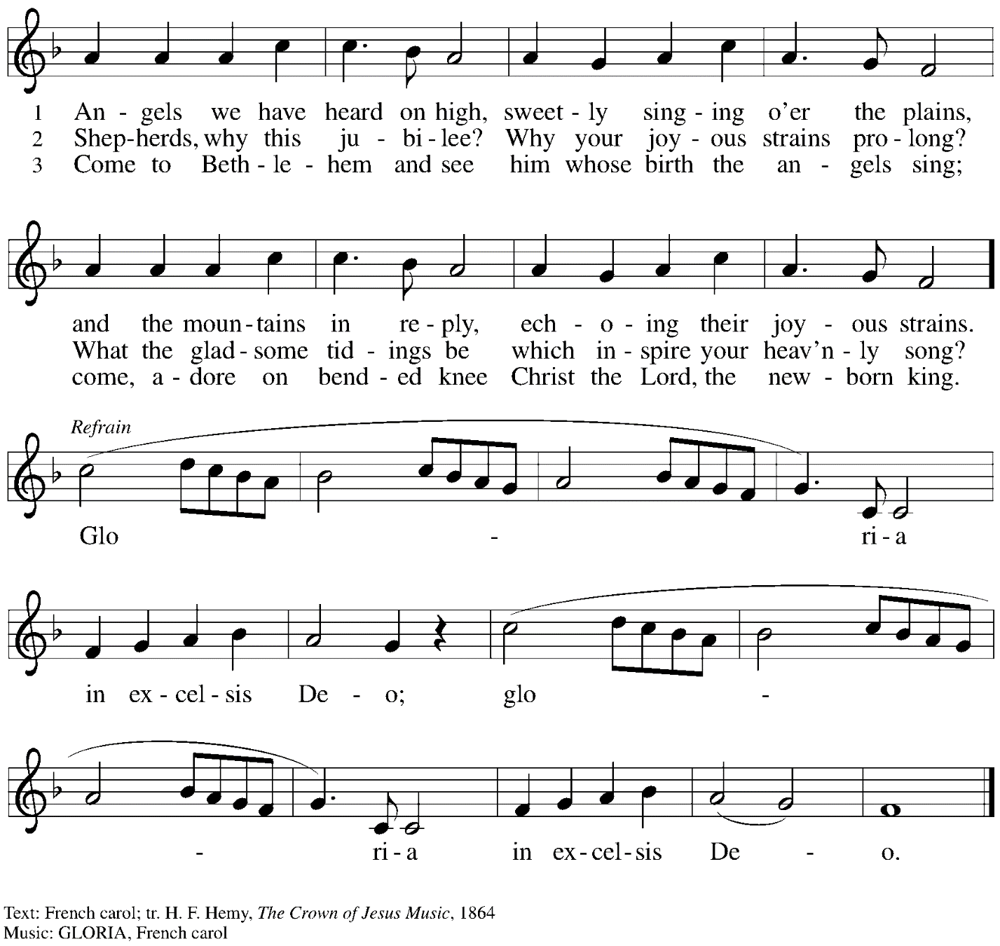 1 An - gels we have heard on high, sweet - ly sing - ing o'er the plains,
2 Shep-herds, why this ju - bi - lee? Why your joy - ous strains pro - long?
3 Come to Beth - le - hem and see him whose birth the an - gels sing;
and the moun - tains in re - ply, ech - o - ing their joy - ous strains.
What the glad - some tid - ings be which in - spire your heav'n - ly song?
come, a - dore on bend - ed knee Christ the Lord, the new - born king.
Refrain
Glo - ri - a
in ex - cel - sis De - o; glo -
- ri - a in ex - cel - sis De - o.
Text: French carol; tr. H. F. Hemy, The Crown of Jesus Music, 1864
Music: GLORIA, French carol